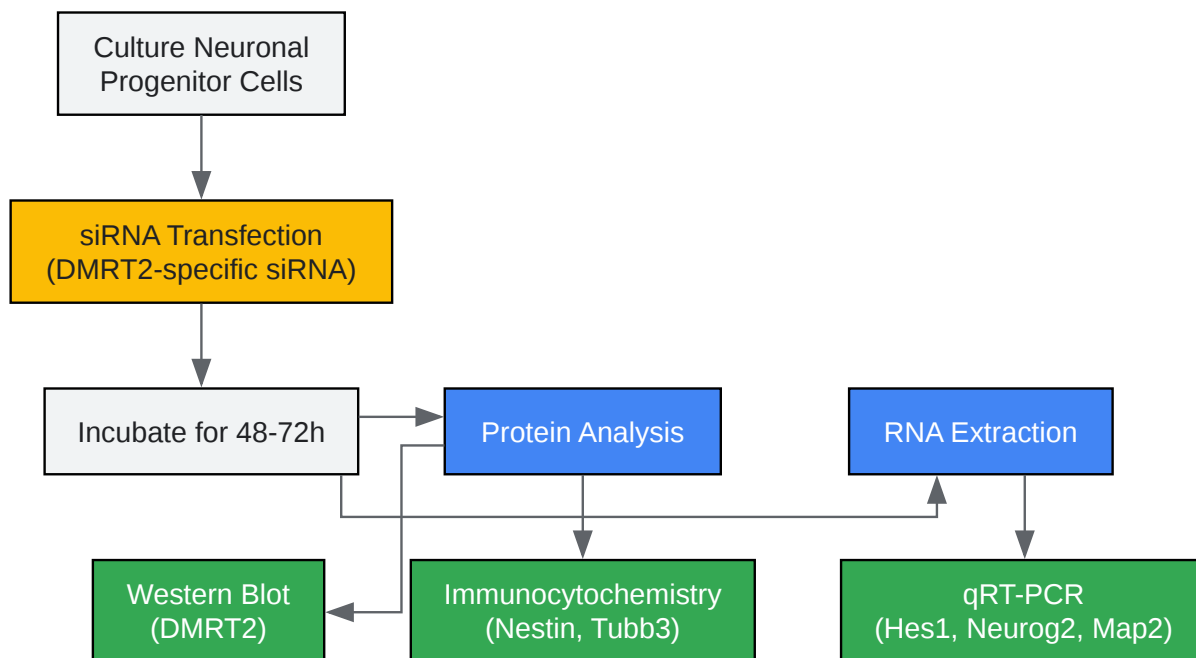 Culture Neuronal
Progenitor Cells
siRNA Transfection
(DMRT2-specific siRNA)
Incubate for 48-72h
Protein Analysis
RNA Extraction
Western Blot
(DMRT2)
Immunocytochemistry
(Nestin, Tubb3)
qRT-PCR
(Hes1, Neurog2, Map2)